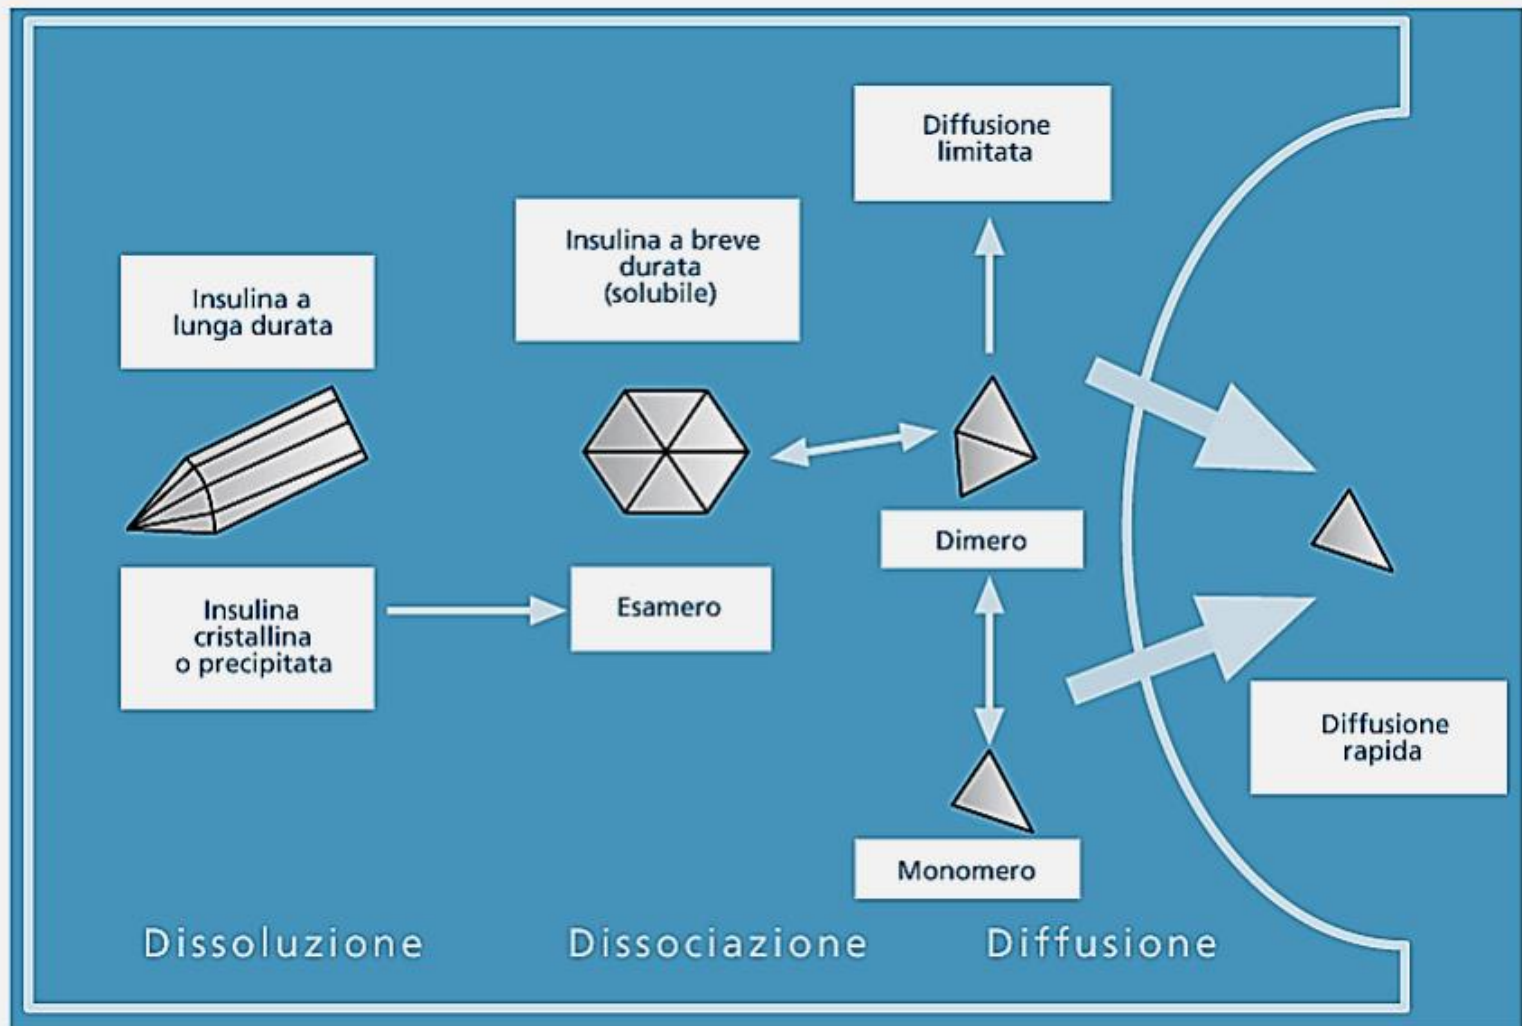 Insulina a
lunga durata
Insulina
cristallina
o precipitata
Insulina a breve
durata
(solubile)
Esamero
Diffusione
limitata
Dimero
Monomero
Diffusione
rapida
Dissoluzione
Dissociazione
Diffusione